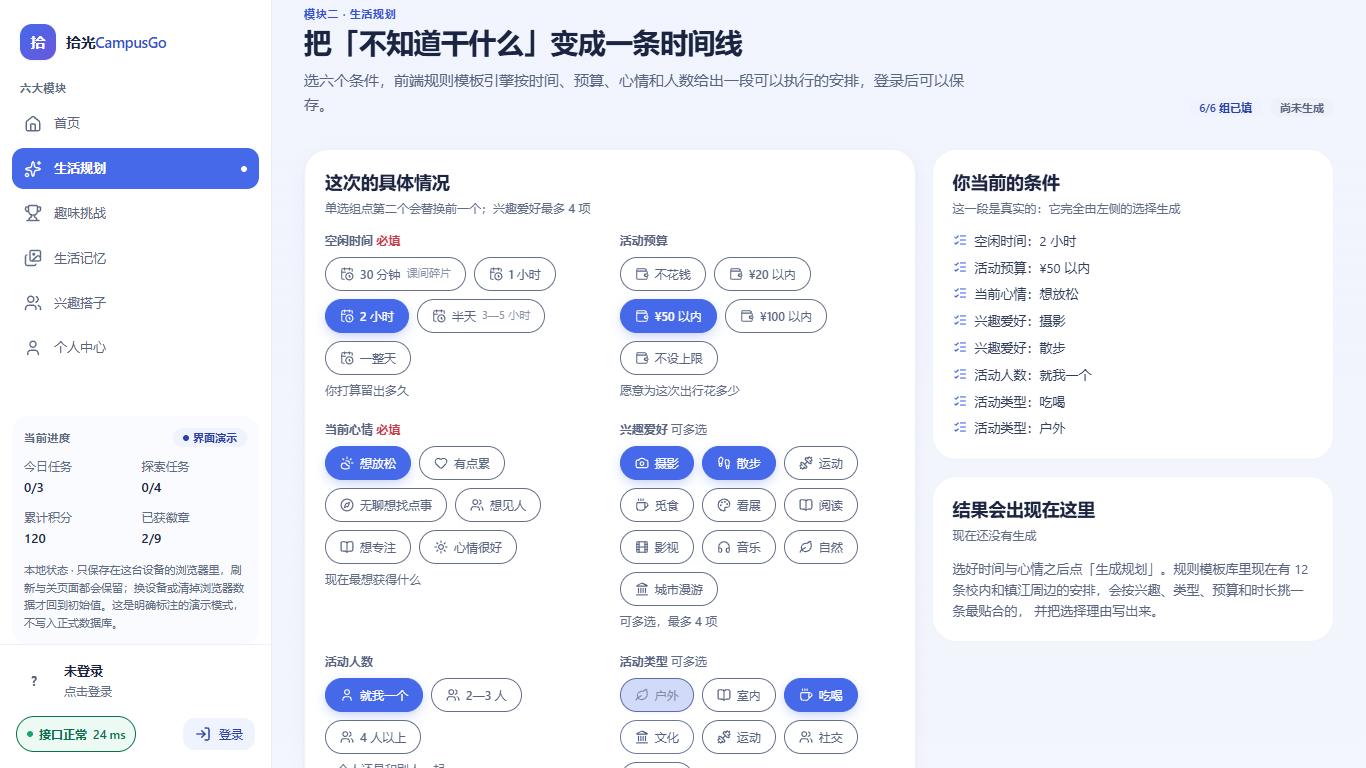 拾 拾光CampusGo
六大模块
首页
生活规划
趣味挑战
生活记忆
兴趣搭子
个人中心
当前进度
界面演示
今日任务
探索任务
0/3
0/4
累计积分
已获徽章
120
2/9
本地状态 · 只保存在这台设备的浏览器里，刷
新与关页面都会保留；换设备或清掉浏览器数
据才回到初始值。这是明确标注的演示模式，
不写入正式数据库。
?
未登录
点击登录
接口正常 24 ms
登录
模块二 · 生活规划
把「不知道干什么」变成一条时间线
选六个条件，前端规则模板引擎按时间、预算、心情和人数给出一段可以执行的安排，登录后可以保
存。
6/6 组已填
尚未生成
这次的具体情况
单选组点第二个会替换前一个；兴趣爱好最多 4 项
空闲时间 必填
30 分钟 课间碎片
1 小时
2 小时
半天 3—5 小时
一整天
你打算留出多久
活动预算
不花钱
¥20 以内
¥50 以内
¥100 以内
不设上限
愿意为这次出行花多少
当前心情 必填
想放松
有点累
无聊想找点事
想见人
想专注
心情很好
现在最想获得什么
兴趣爱好 可多选
摄影
散步
运动
觅食
看展
阅读
影视
音乐
自然
城市漫游
可多选，最多 4 项
活动人数
就我一个
2—3 人
4 人以上
活动类型 可多选
户外
室内
吃喝
文化
运动
社交
你当前的条件
这一段是真实的：它完全由左侧的选择生成
空闲时间：2 小时
活动预算：¥50 以内
当前心情：想放松
兴趣爱好：摄影
兴趣爱好：散步
活动人数：就我一个
活动类型：吃喝
活动类型：户外
结果会出现在这里
现在还没有生成
选好时间与心情之后点「生成规划」。规则模板库里现在有 12
条校内和镇江周边的安排，会按兴趣、类型、预算和时长挑一
条最贴合的， 并把选择理由写出来。